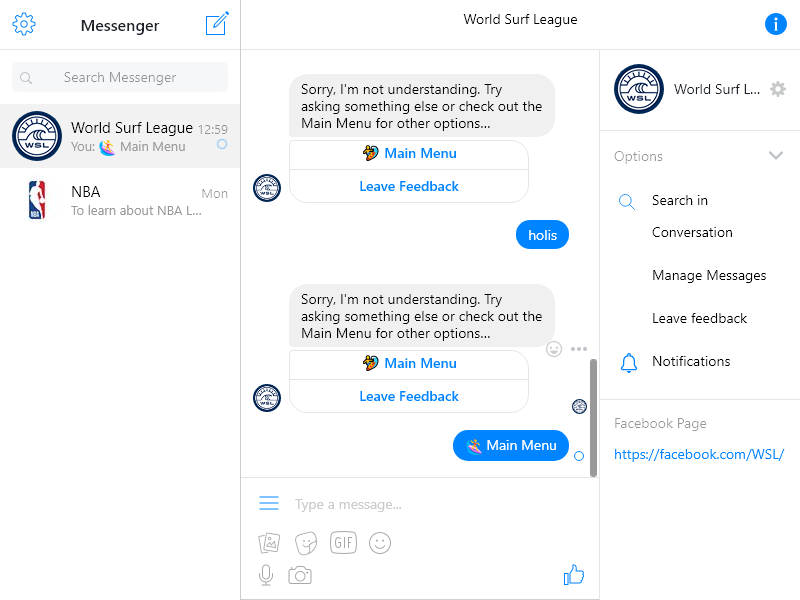 Messenger
World Surf League
Search Messenger
World Surf League 12:59
You: 🏄 Main Menu
NBA Mon
To learn about NBA L...
Sorry, I'm not understanding. Try
asking something else or check out the
Main Menu for other options...
Main Menu
Leave Feedback
holis
Sorry, I'm not understanding. Try
asking something else or check out the
Main Menu for other options...
Main Menu
Leave Feedback
🏄 Main Menu
Type a message...
GIF
WSL
World Surf L...
Options
Search in
Conversation
Manage Messages
Leave feedback
Notifications
Facebook Page
https://facebook.com/WSL/